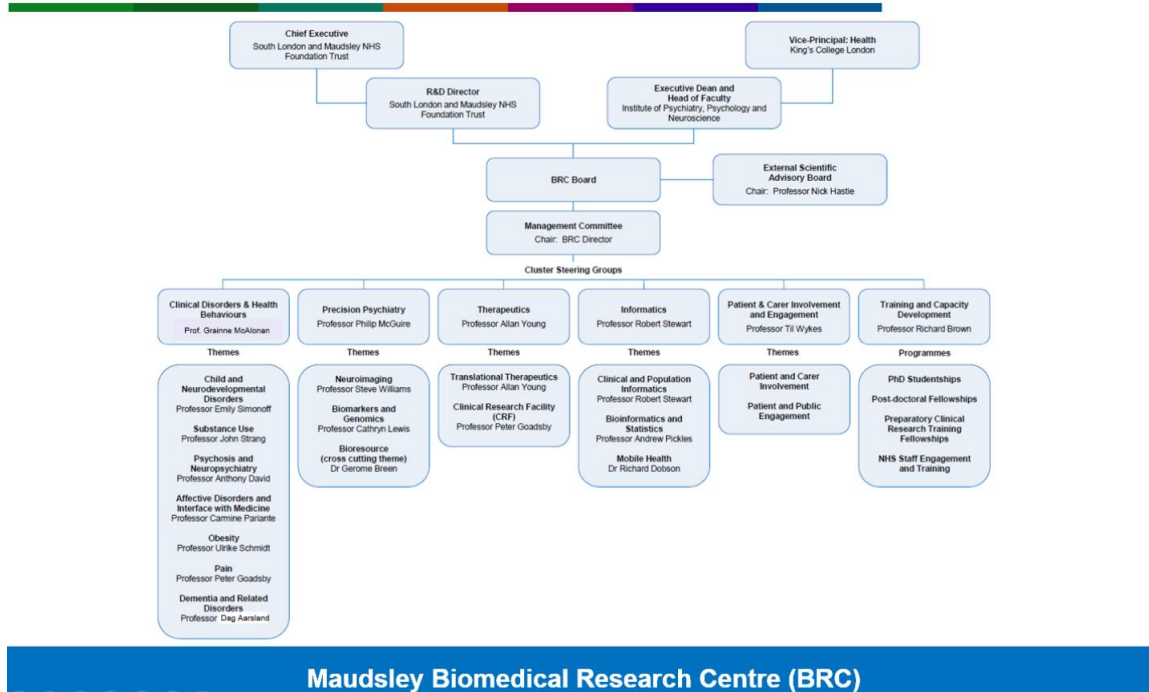 Chief Executive
South London and Maudsley NHS
Foundation Trust
Vice-Principal: Health
King's College London
R&D Director
South London and Maudsley NHS
Foundation Trust
Executive Dean and
Head of Faculty
Institute of Psychiatry, Psychology and
Neuroscience
BRC Board
External Scientific
Advisory Board
Chair: Professor Nick Hastie
Management Committee
Chair: BRC Director
Cluster Steering Groups
Clinical Disorders & Health
Behaviours
Prof. Grainne McAlonan
Themes
Child and
Neurodevelopmental
Disorders
Professor Emily Simonoff
Substance Use
Professor John Strang
Psychosis and
Neuropsychiatry
Professor Anthony David
Affective Disorders and
Interface with Medicine
Professor Carmine Pariante
Obesity
Professor Ulrike Schmidt
Pain
Professor Peter Goadsby
Dementia and Related
Disorders
Professor Dag Aarsland
Precision Psychiatry
Professor Philip McGuire
Themes
Neuroimaging
Professor Steve Williams
Biomarkers and
Genomics
Professor Cathryn Lewis
Bioresource
(cross cutting theme)
Dr Gerome Breen
Therapeutics
Professor Allan Young
Themes
Translational Therapeutics
Professor Allan Young
Clinical Research Facility
(CRF)
Professor Peter Goadsby
Informatics
Professor Robert Stewart
Themes
Clinical and Population
Informatics
Professor Robert Stewart
Bioinformatics and
Statistics
Professor Andrew Pickles
Mobile Health
Dr Richard Dobson
Patient & Carer Involvement
and Engagement
Professor Til Wykes
Themes
Patient and Carer
Involvement
Patient and Public
Engagement
Training and Capacity
Development
Professor Richard Brown
Programmes
PhD Studentships
Post-doctoral Fellowships
Preparatory Clinical
Research Training
Fellowships
NHS Staff Engagement
and Training
Maudsley Biomedical Research Centre (BRC)